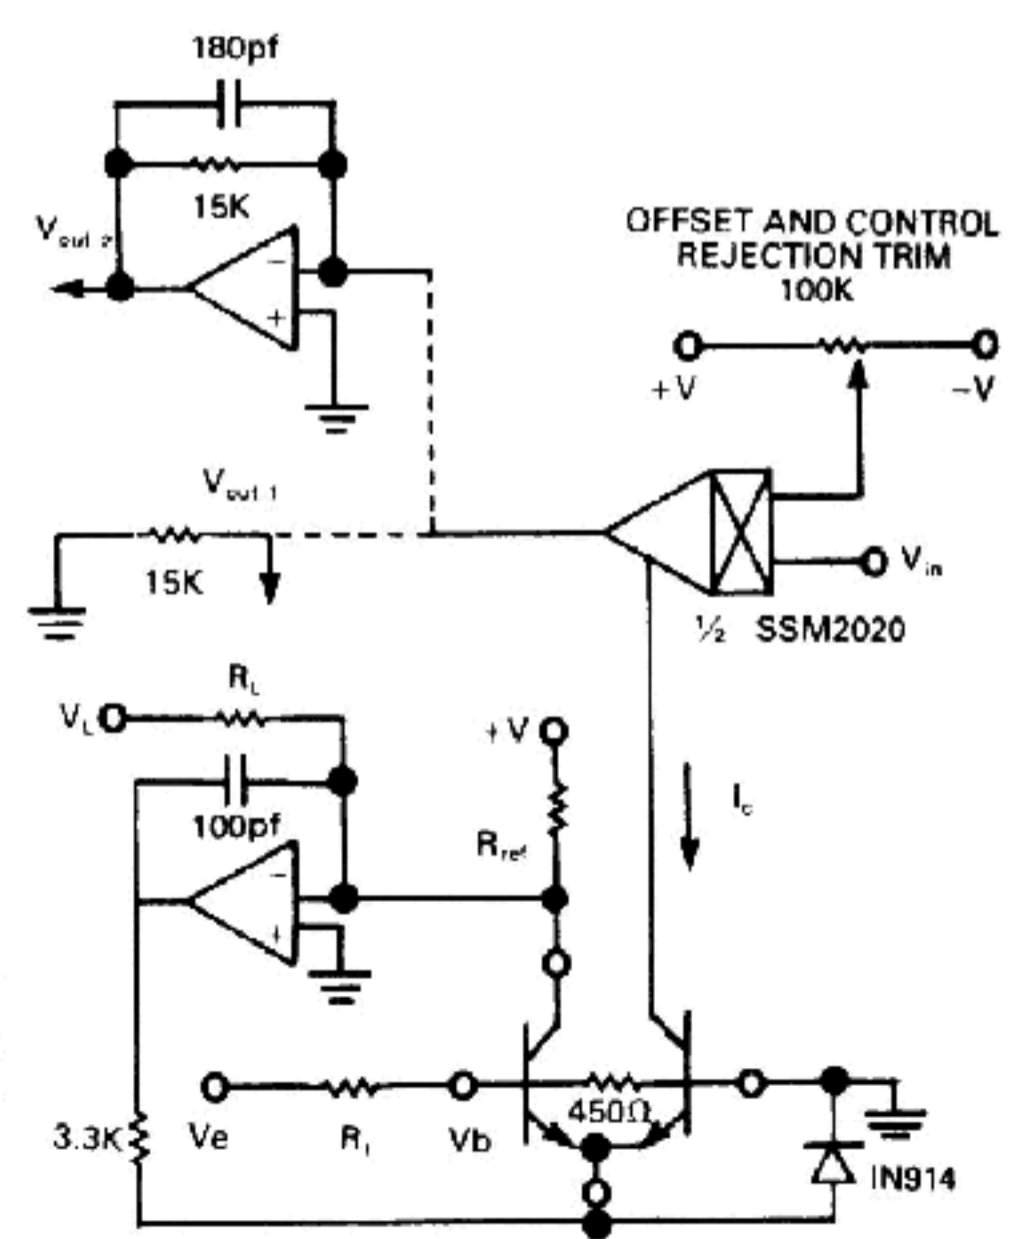 180pf
15K
Vout 2
−
+
OFFSET AND CONTROL
REJECTION TRIM
100K
+V
−V
Vout 1
15K
Vin
½ SSM2020
RL
VL
100pf
−
+
+V
Rref
Ic
3.3K
Ve
R1
Vb
450Ω
IN914